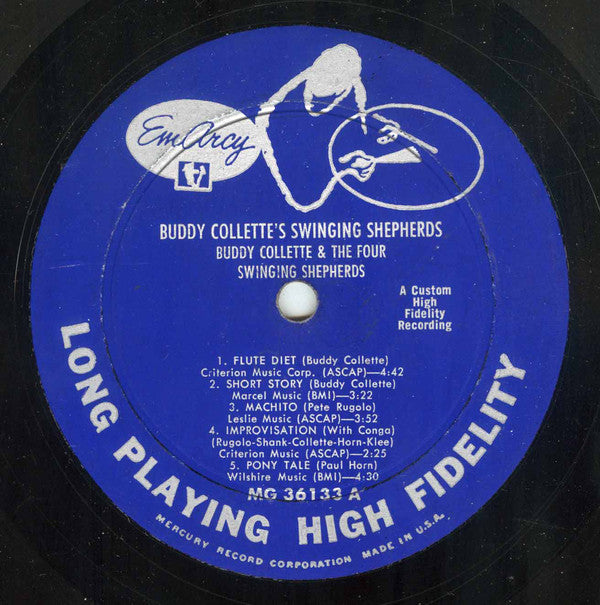 EmArcy
BUDDY COLLETTE'S SWINGING SHEPHERDS
BUDDY COLLETTE & THE FOUR
SWINGING SHEPHERDS
A Custom
High
Fidelity
Recording
1. FLUTE DIET (Buddy Collette)
Criterion Music Corp. (ASCAP)—4:42
2. SHORT STORY (Buddy Collette)
Marcel Music (BMI)—3:22
3. MACHITO (Pete Rugolo)
Leslie Music (ASCAP)—3:52
4. IMPROVISATION (With Conga)
(Rugolo-Shank-Collette-Horn-Klee)
Criterion Music (ASCAP)—2:25
5. PONY TALE (Paul Horn)
Wilshire Music (BMI)—4:30
MG 36133 A
LONG PLAYING HIGH FIDELITY
MERCURY RECORD CORPORATION MADE IN U.S.A.